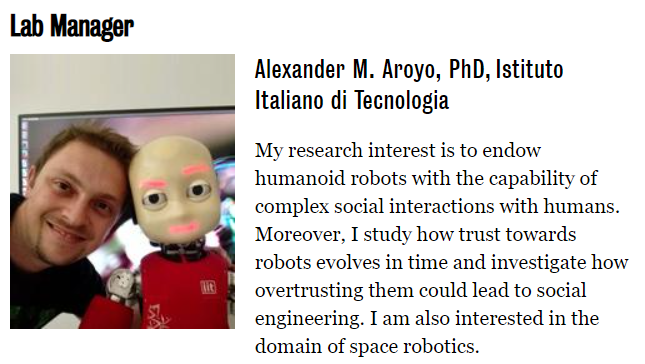 Lab Manager
Alexander M. Aroyo, PhD, Istituto
Italiano di Tecnologia
My research interest is to endow
humanoid robots with the capability of
complex social interactions with humans.
Moreover, I study how trust towards
robots evolves in time and investigate how
overtrusting them could lead to social
engineering. I am also interested in the
domain of space robotics.
iit